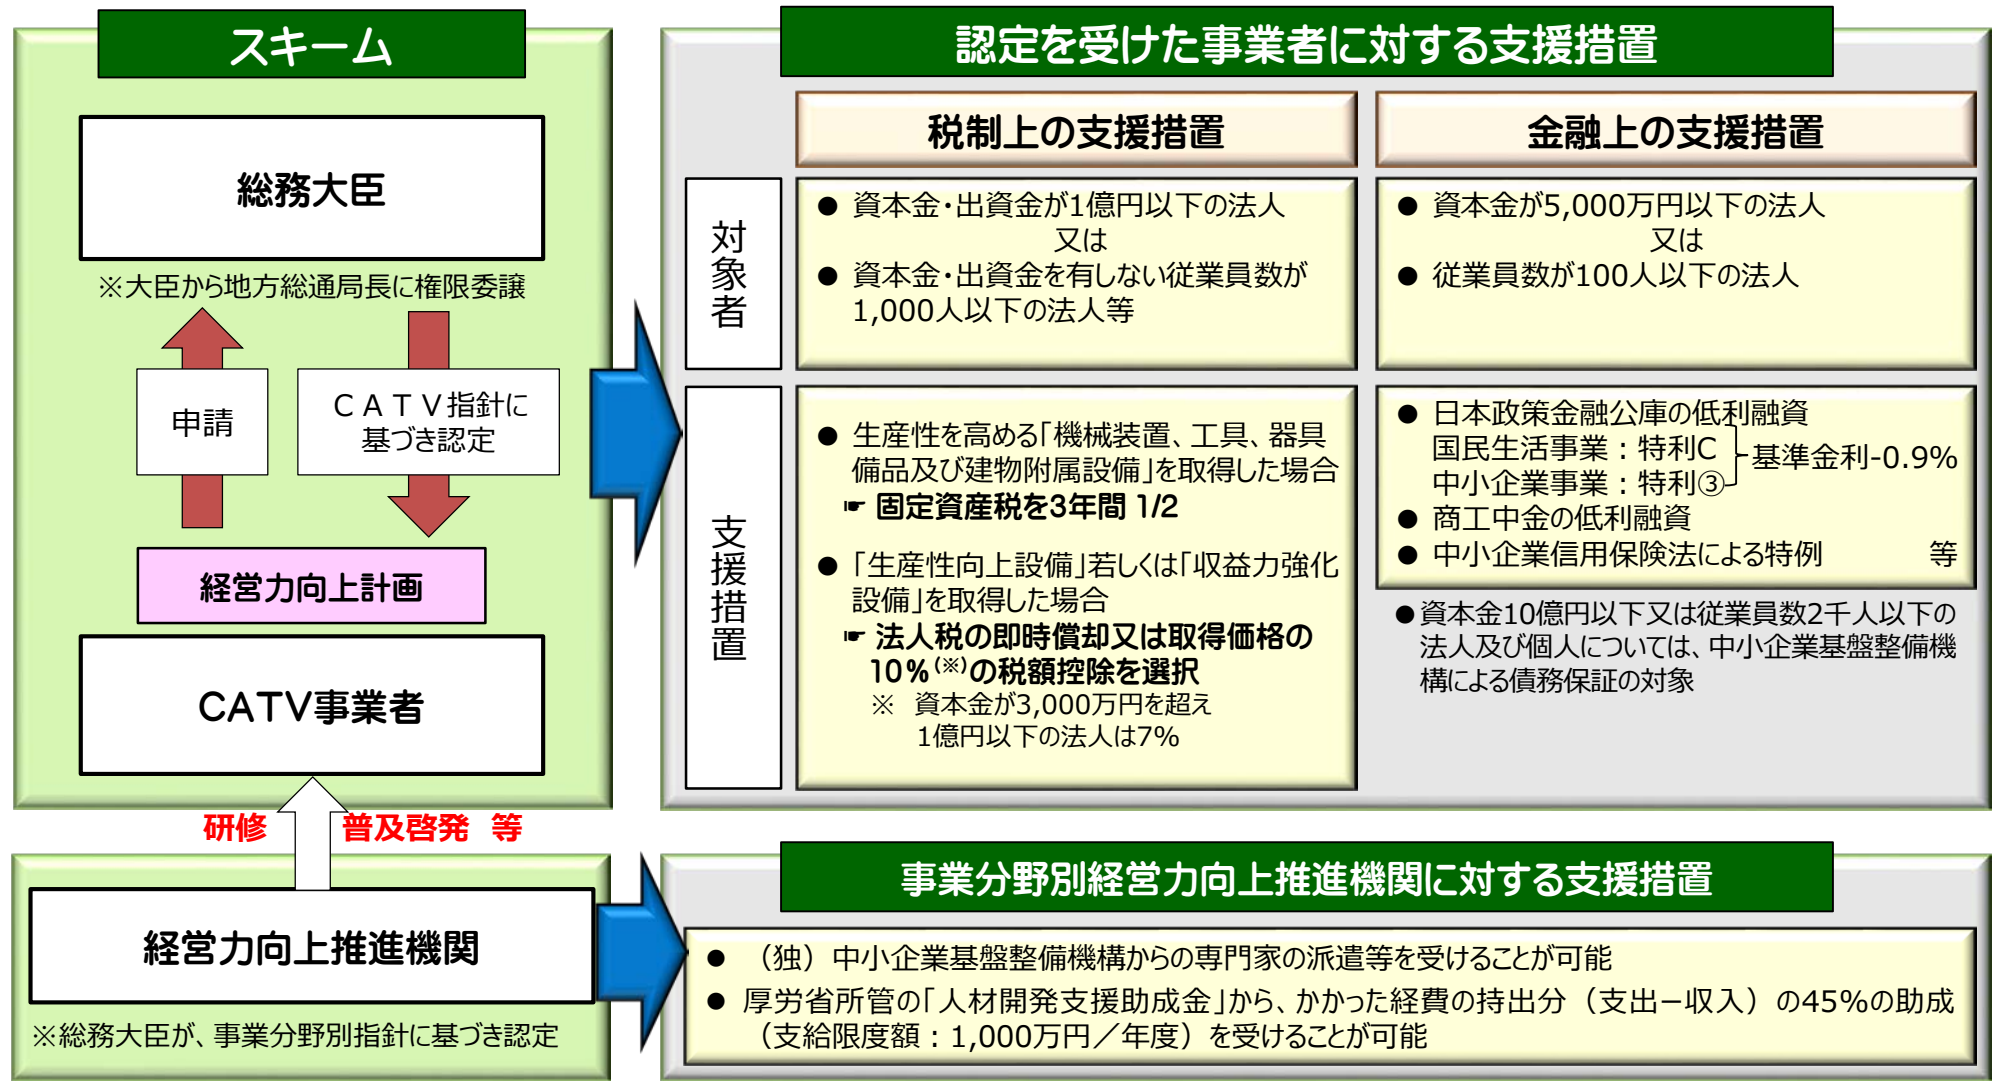 スキーム
総務大臣
※大臣から地方総通局長に権限委譲
申請
ＣＡＴＶ指針に
基づき認定
経営力向上計画
CATV事業者
研修
普及啓発 等
経営力向上推進機関
※総務大臣が、事業分野別指針に基づき認定
認定を受けた事業者に対する支援措置
税制上の支援措置
金融上の支援措置
対象者
● 資本金・出資金が1億円以下の法人
又は
● 資本金・出資金を有しない従業員数が
1,000人以下の法人等
● 資本金が5,000万円以下の法人
又は
● 従業員数が100人以下の法人
支援措置
● 生産性を高める「機械装置、工具、器具
備品及び建物附属設備」を取得した場合
☛ 固定資産税を3年間 1/2
● 「生産性向上設備」若しくは「収益力強化
設備」を取得した場合
☛ 法人税の即時償却又は取得価格の
10％(※)の税額控除を選択
※ 資本金が3,000万円を超え
1億円以下の法人は7%
● 日本政策金融公庫の低利融資
国民生活事業：特利C
中小企業事業：特利③
基準金利-0.9%
● 商工中金の低利融資
● 中小企業信用保険法による特例 等
●資本金10億円以下又は従業員数2千人以下の
法人及び個人については、中小企業基盤整備機
構による債務保証の対象
事業分野別経営力向上推進機関に対する支援措置
● （独）中小企業基盤整備機構からの専門家の派遣等を受けることが可能
● 厚労省所管の「人材開発支援助成金」から、かかった経費の持出分（支出－収入）の45%の助成
（支給限度額：1,000万円／年度）を受けることが可能